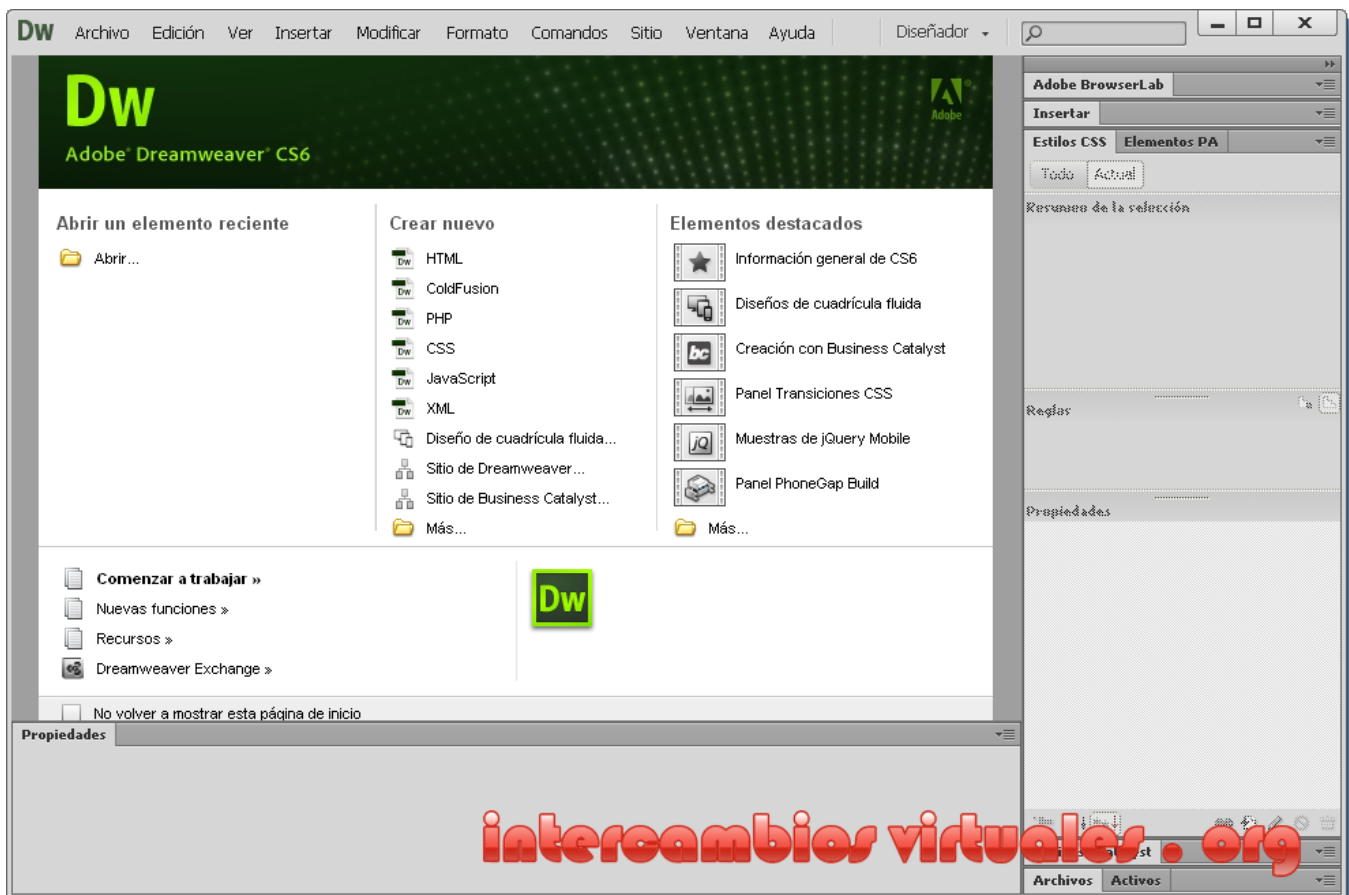 Dw Archivo Edición Ver Insertar Modificar Formato Comandos Sitio Ventana Ayuda Diseñador
Dw
Adobe® Dreamweaver® CS6
Adobe
Abrir un elemento reciente
Abrir...
Crear nuevo
HTML
ColdFusion
PHP
CSS
JavaScript
XML
Diseño de cuadrícula fluida...
Sitio de Dreamweaver...
Sitio de Business Catalyst...
Más...
Elementos destacados
Información general de CS6
Diseños de cuadrícula fluida
bc
Creación con Business Catalyst
Panel Transiciones CSS
jQ
Muestras de jQuery Mobile
Panel PhoneGap Build
Más...
Comenzar a trabajar »
Nuevas funciones »
Recursos »
Dreamweaver Exchange »
Dw
No volver a mostrar esta página de inicio
Propiedades
Adobe BrowserLab
Insertar
Estilos CSS Elementos PA
Todo Actual
Resumen de la selección
Reglas
Propiedades
intercambios virtuales . org
Archivos Activos